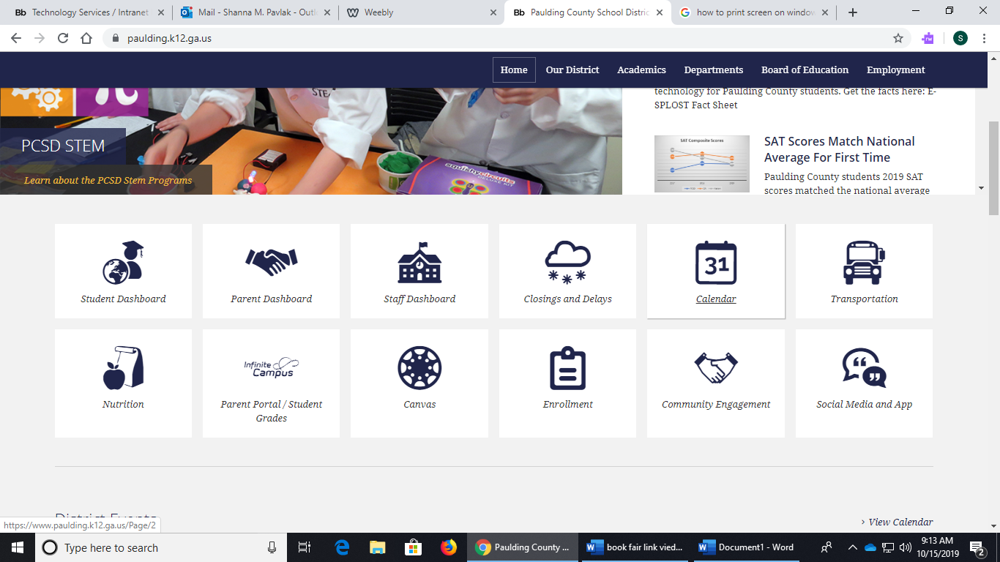 Technology Services / Intranet
Mail - Shanna M. Pavlak - Outl
Weebly
Bb Paulding County School Distric
how to print screen on window
paulding.k12.ga.us
S
Home Our District Academics Departments Board of Education Employment
technology for Paulding County students. Get the facts here: E-
SPLOST Fact Sheet
PCSD STEM
Learn about the PCSD Stem Programs
squishycircuits
DELUXE KIT
SAT Composite Scores
SAT Scores Match National
Average For First Time
Paulding County students 2019 SAT
scores matched the national average
Student Dashboard
Parent Dashboard
Staff Dashboard
Closings and Delays
31
Calendar
Transportation
Nutrition
Infinite
Campus
Parent Portal / Student
Grades
Canvas
Enrollment
Community Engagement
Social Media and App
District Events
View Calendar
https://www.paulding.k12.ga.us/Page/2
Type here to search
Paulding County ...
book fair link vied...
Document1 - Word
9:13 AM
10/15/2019
2